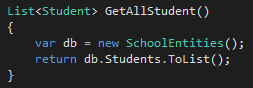 List<Student> GetAllStudent()
{
    var db = new SchoolEntities();
    return db.Students.ToList();
}